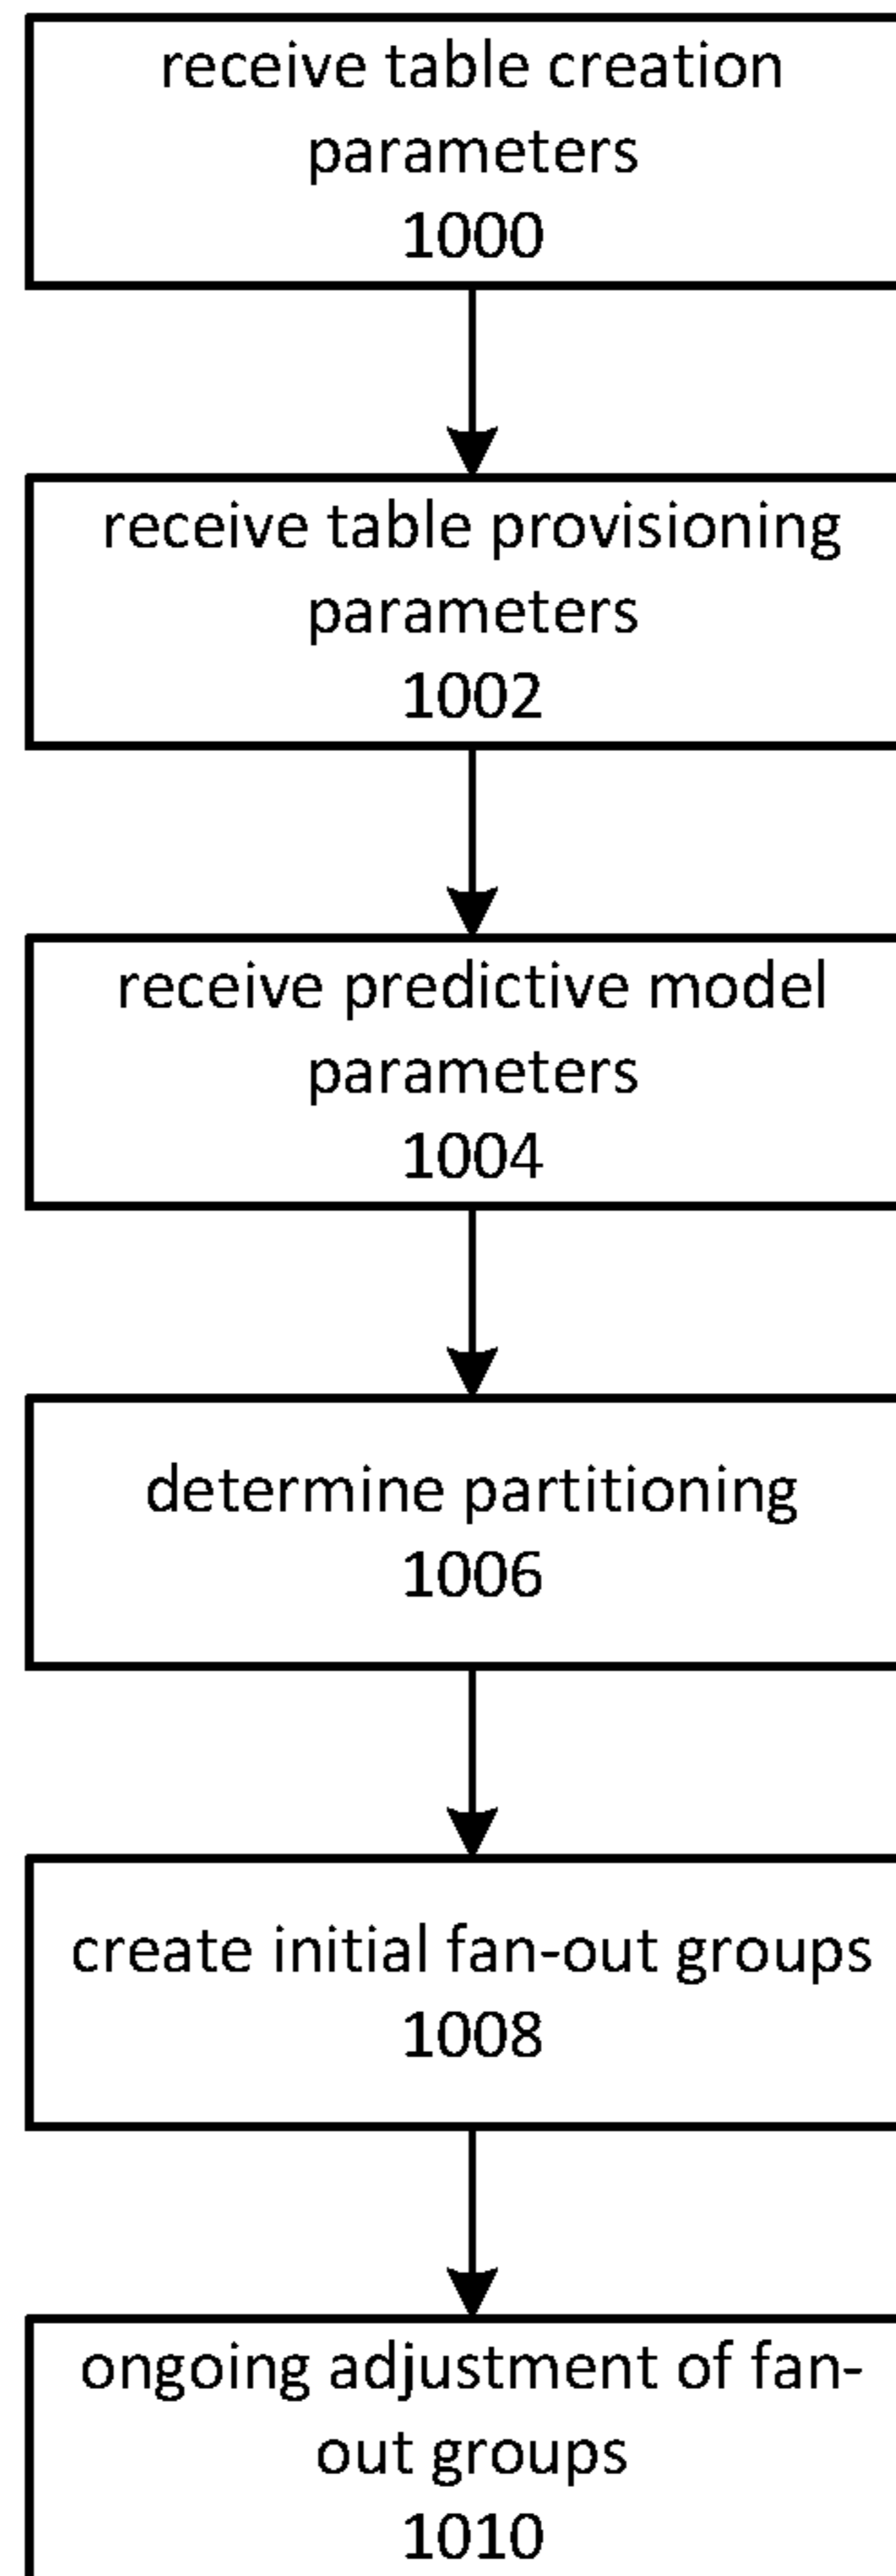 receive table creation
parameters
1000
receive table provisioning
parameters
1002
receive predictive model
parameters
1004
determine partitioning
1006
create initial fan-out groups
1008
ongoing adjustment of fan-
out groups
1010